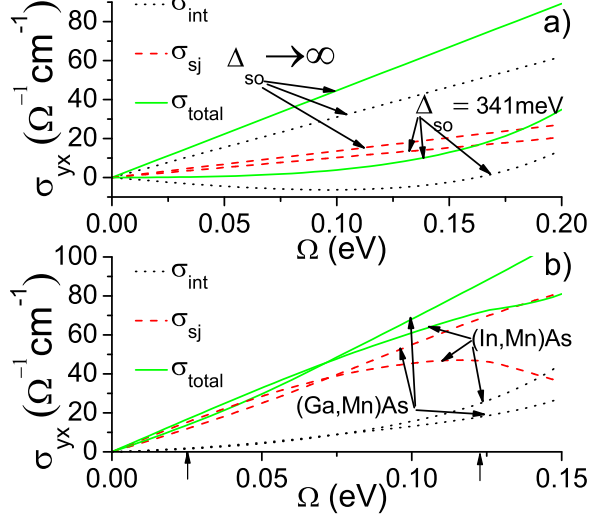 80
60
40
20
0
σyx (Ω⁻¹cm⁻¹)
σint
σsj
σtotal
Δso → ∞
a)
Δso = 341meV
0.00 0.05 0.10 0.15 0.20
Ω (eV)
100
80
60
40
20
0
σyx (Ω⁻¹cm⁻¹)
σint
σsj
σtotal
b)
(In,Mn)As
(Ga,Mn)As
0.00 0.05 0.10 0.15
Ω (eV)